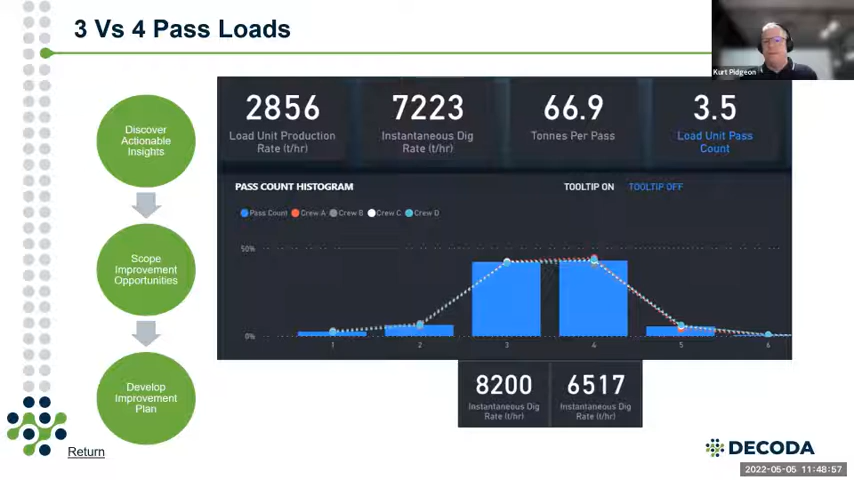 3 Vs 4 Pass Loads
Kurt Pidgeon
Discover
Actionable
Insights
Scope
Improvement
Opportunities
Develop
Improvement
Plan
Return
2856
Load Unit Production
Rate (t/hr)
7223
Instantaneous Dig
Rate (t/hr)
66.9
Tonnes Per Pass
3.5
Load Unit Pass
Count
PASS COUNT HISTOGRAM
TOOLTIP ON
TOOLTIP OFF
Pass Count Crew A Crew B Crew C Crew D
50%
0%
1 2 3 4 5 6
8200
Instantaneous Dig
Rate (t/hr)
6517
Instantaneous Dig
Rate (t/hr)
DECODA
2022-05-05 11:48:57